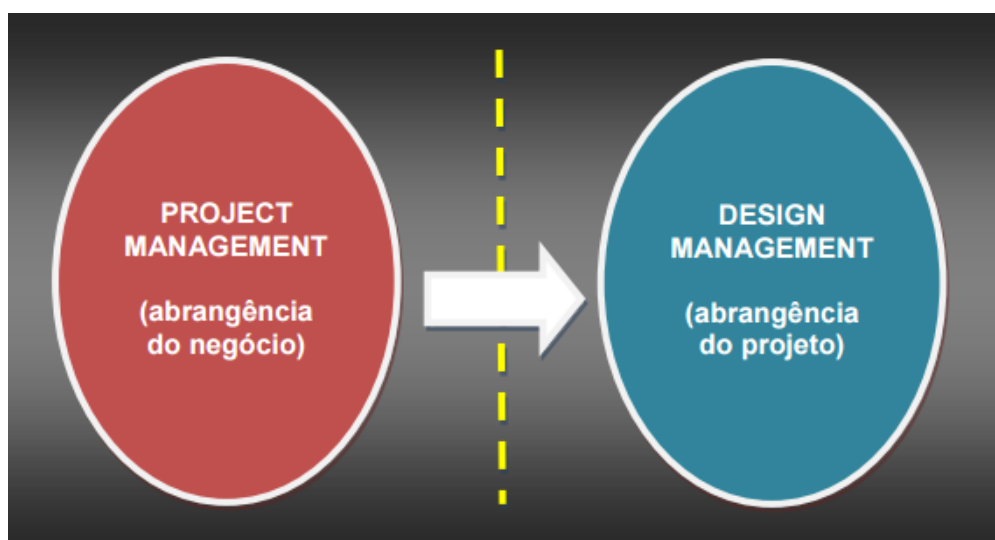 PROJECT
MANAGEMENT
(abrangência
do negócio)
DESIGN
MANAGEMENT
(abrangência
do projeto)